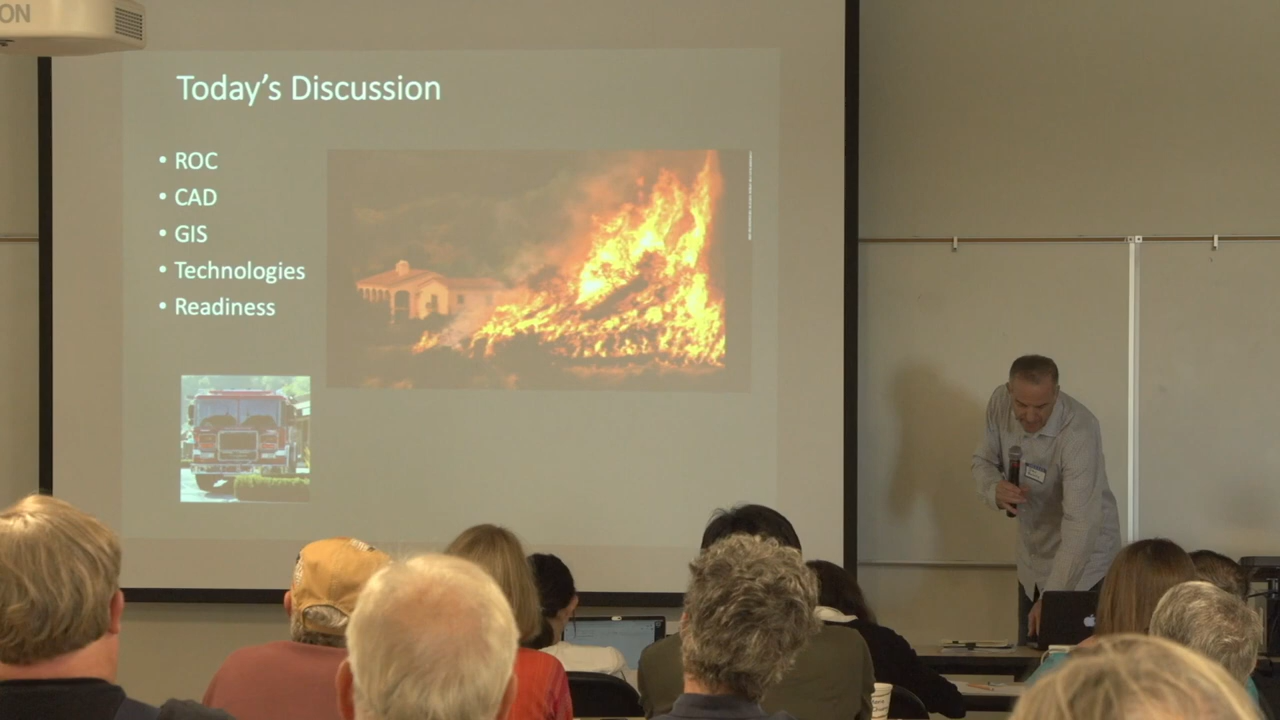 ON
Today’s Discussion
• ROC
• CAD
• GIS
• Technologies
• Readiness